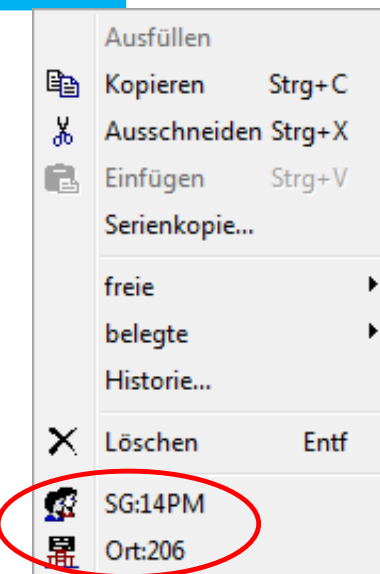 Ausfüllen
Kopieren Strg+C
Ausschneiden Strg+X
Einfügen Strg+V
Serienkopie...
freie
belegte
Historie...
Löschen Entf
SG:14PM
Ort:206